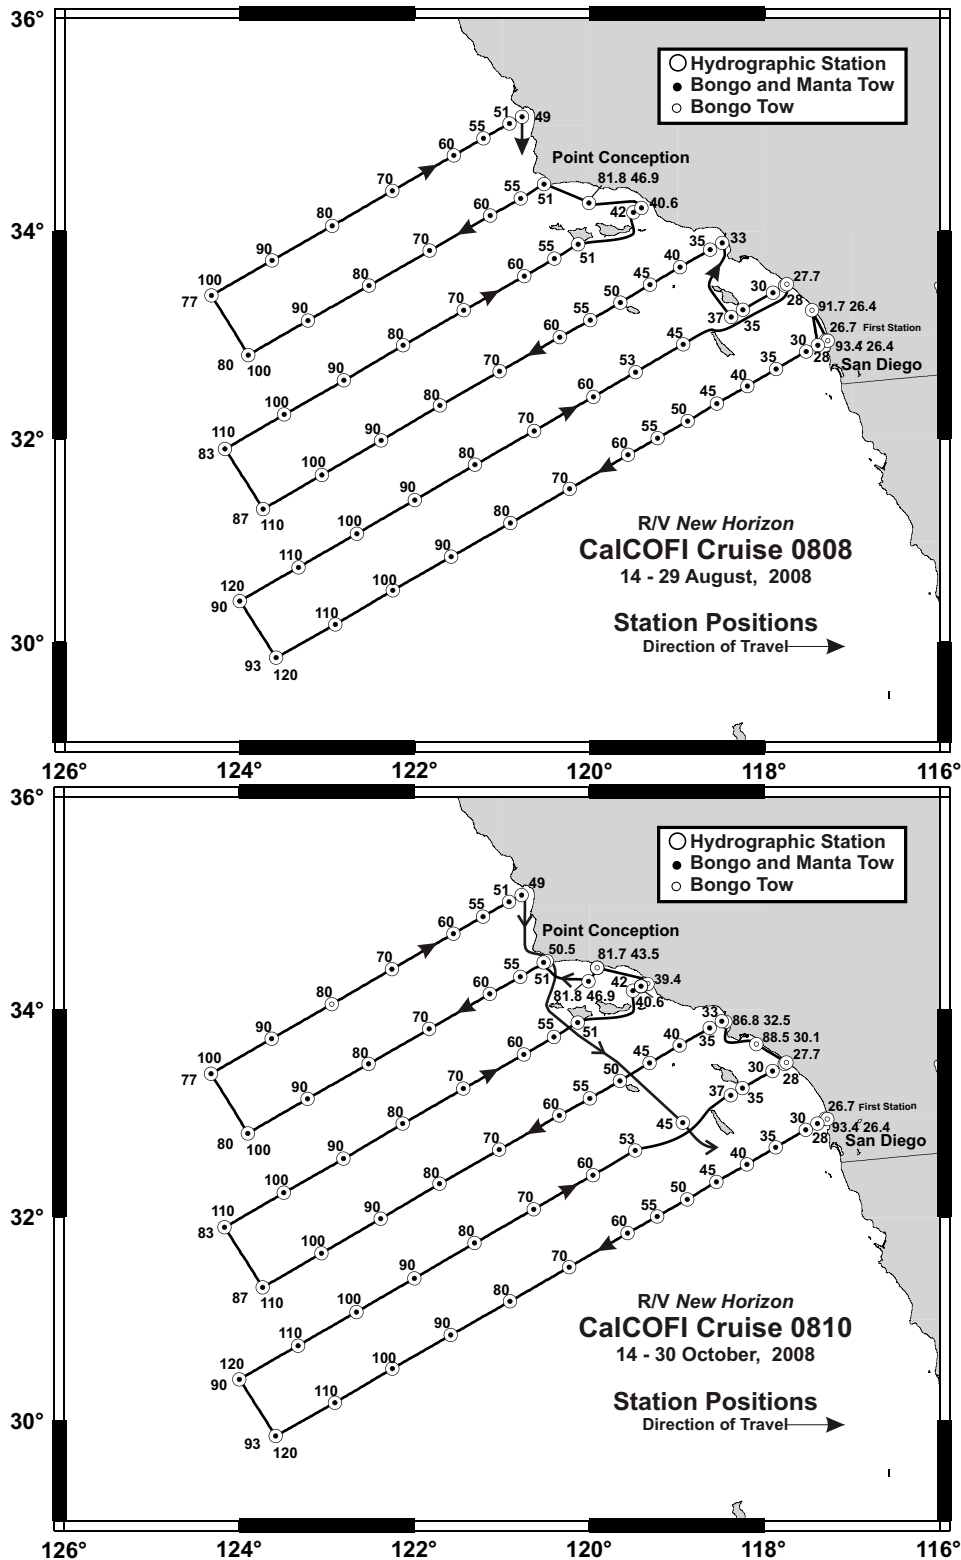 36°
Hydrographic Station
Bongo and Manta Tow
Bongo Tow
51 49
55
60
Point Conception
70 81.8 46.9
80 60 55 51 42 40.6
34°
90 70 55 51 40 35 33
100 80 60 45 30 27.7
77 90 70 50 37 35 28 91.7 26.4
80 100 80 55 45 26.7 First Station
60 30 93.4 26.4
90 70 53 35 28 San Diego
100 80 60 40
110 90 70 45
32°
83 100 80 50
87 110 90 55
100 60
110 70
120 80
90 90
100
110
93 120
R/V New Horizon
CalCOFI Cruise 0808
14 - 29 August, 2008
Station Positions
Direction of Travel
30°
126° 124° 122° 120° 118° 116°
36°
Hydrographic Station
Bongo and Manta Tow
Bongo Tow
51 49
55
60
Point Conception
70 50.5 81.7 43.5
80 60 55 51 42 39.4
81.8 46.9 40.6
34°
90 70 55 51 40 33 35 86.8 32.5
100 80 60 45 88.5 30.1
77 90 70 50 30 27.7
80 100 80 55 37 35 28
60 45 26.7 First Station
90 70 53 30 93.4 26.4
100 80 60 35 28 San Diego
110 90 70 40
32°
83 100 80 45
87 110 90 50
100 55
110 60
120 70
90 80
90
100
110
93 120
R/V New Horizon
CalCOFI Cruise 0810
14 - 30 October, 2008
Station Positions
Direction of Travel
30°
126° 124° 122° 120° 118° 116°